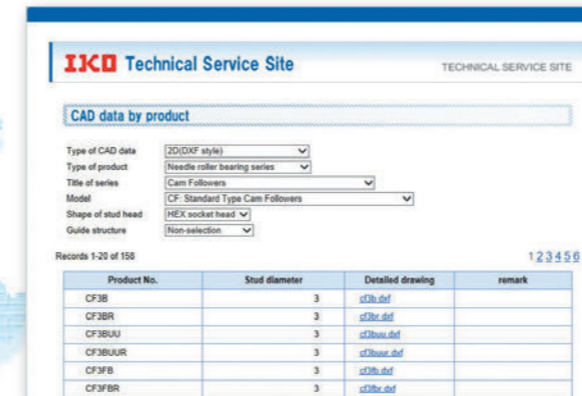 IKO Technical Service Site
TECHNICAL SERVICE SITE
CAD data by product
Type of CAD data 2D(DXF style)
Type of product Needle roller bearing series
Title of series Cam Followers
Model CF: Standard Type Cam Followers
Shape of stud head HEX socket head
Guide structure Non-selection
Records 1-20 of 158 1 2 3 4 5 6
Product No. Stud diameter Detailed drawing remark
CF3B 3 cf3b.dxf
CF3BR 3 cf3br.dxf
CF3BUU 3 cf3buu.dxf
CF3BUUR 3 cf3buur.dxf
CF3FB 3 cf3fb.dxf
CF3FBR 3 cf3fbr.dxf